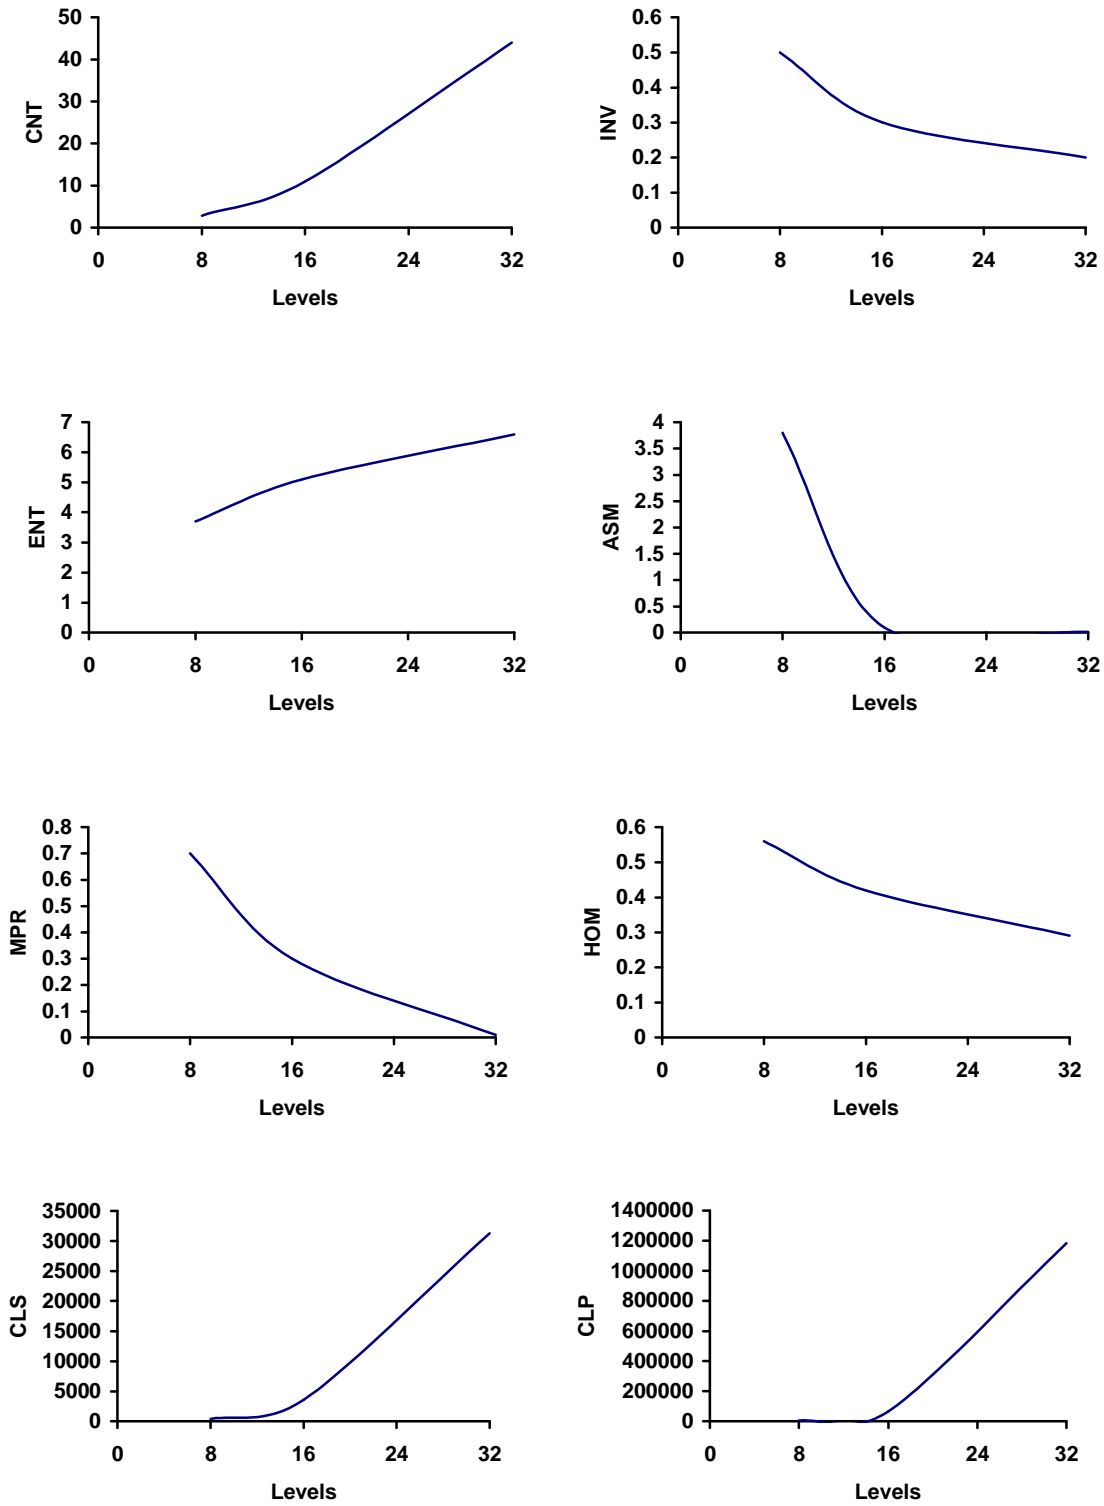 50
40
30
20
10
0
CNT
0 8 16 24 32
Levels
0.6
0.5
0.4
0.3
0.2
0.1
0
INV
0 8 16 24 32
Levels
7
6
5
4
3
2
1
0
ENT
0 8 16 24 32
Levels
4
3.5
3
2.5
2
1.5
1
0.5
0
ASM
0 8 16 24 32
Levels
0.8
0.7
0.6
0.5
0.4
0.3
0.2
0.1
0
MPR
0 8 16 24 32
Levels
0.6
0.5
0.4
0.3
0.2
0.1
0
HOM
0 8 16 24 32
Levels
35000
30000
25000
20000
15000
10000
5000
0
CLS
0 8 16 24 32
Levels
1400000
1200000
1000000
800000
600000
400000
200000
0
CLP
0 8 16 24 32
Levels